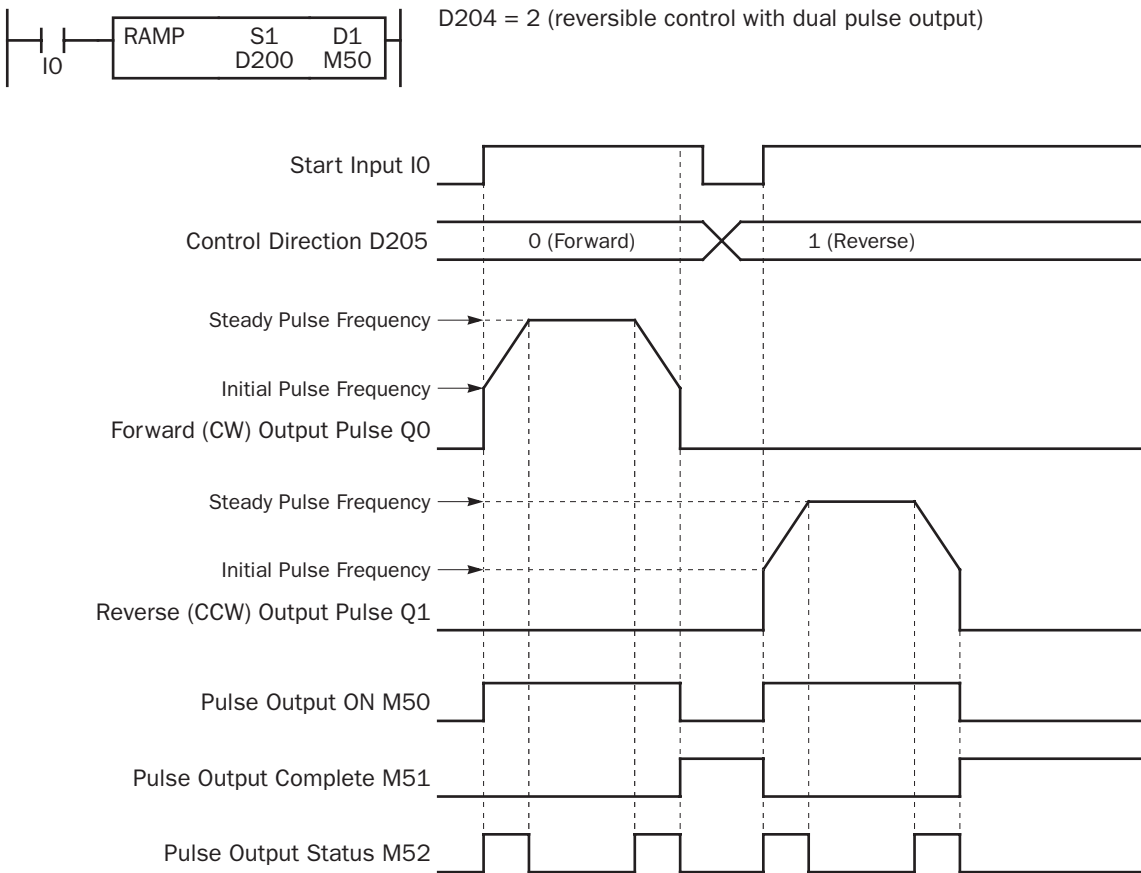 RAMP S1 D1
D200 M50
I0
D204 = 2 (reversible control with dual pulse output)
Start Input I0
Control Direction D205
0 (Forward)
1 (Reverse)
Steady Pulse Frequency
Initial Pulse Frequency
Forward (CW) Output Pulse Q0
Steady Pulse Frequency
Initial Pulse Frequency
Reverse (CCW) Output Pulse Q1
Pulse Output ON M50
Pulse Output Complete M51
Pulse Output Status M52